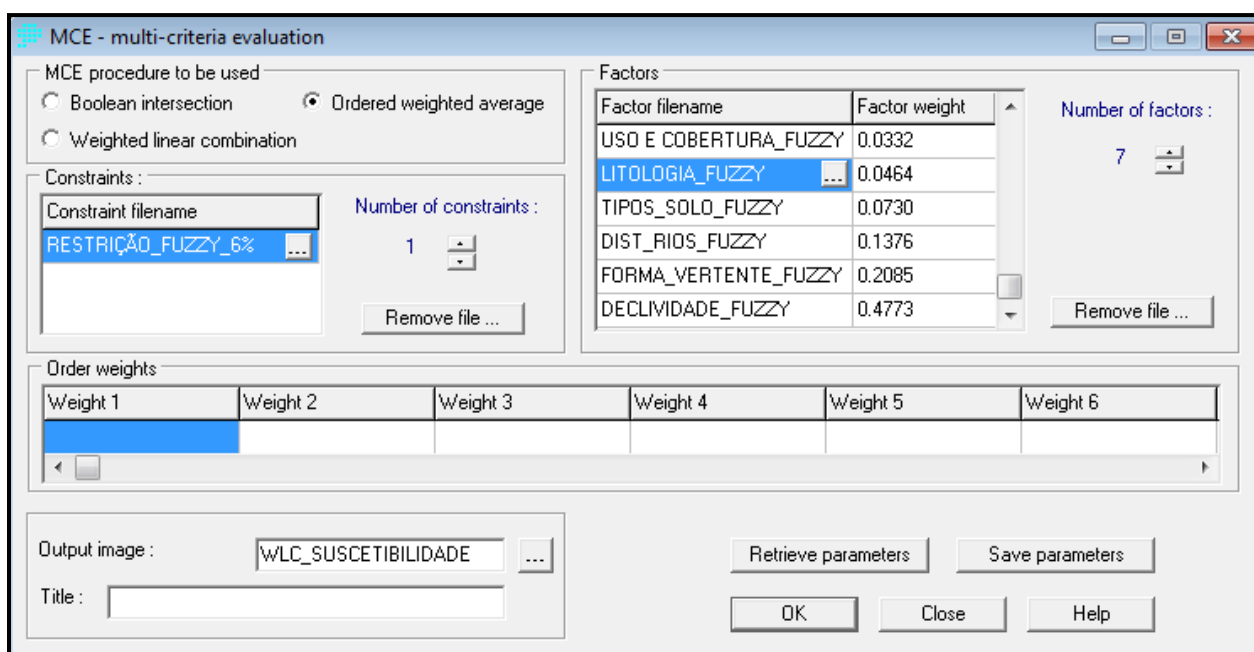 MCE - multi-criteria evaluation
MCE procedure to be used
Boolean intersection
Ordered weighted average
Weighted linear combination
Constraints :
Constraint filename
RESTRIÇÃO_FUZZY_6% ...
Number of constraints :
1
Remove file ...
Factors
Factor filename Factor weight
USO E COBERTURA_FUZZY 0.0332
LITOLOGIA_FUZZY ... 0.0464
TIPOS_SOLO_FUZZY 0.0730
DIST_RIOS_FUZZY 0.1376
FORMA_VERTENTE_FUZZY 0.2085
DECLIVIDADE_FUZZY 0.4773
Number of factors :
7
Remove file ...
Order weights
Weight 1 Weight 2 Weight 3 Weight 4 Weight 5 Weight 6
Output image : WLC_SUSCETIBILIDADE ...
Title :
Retrieve parameters Save parameters
OK Close Help